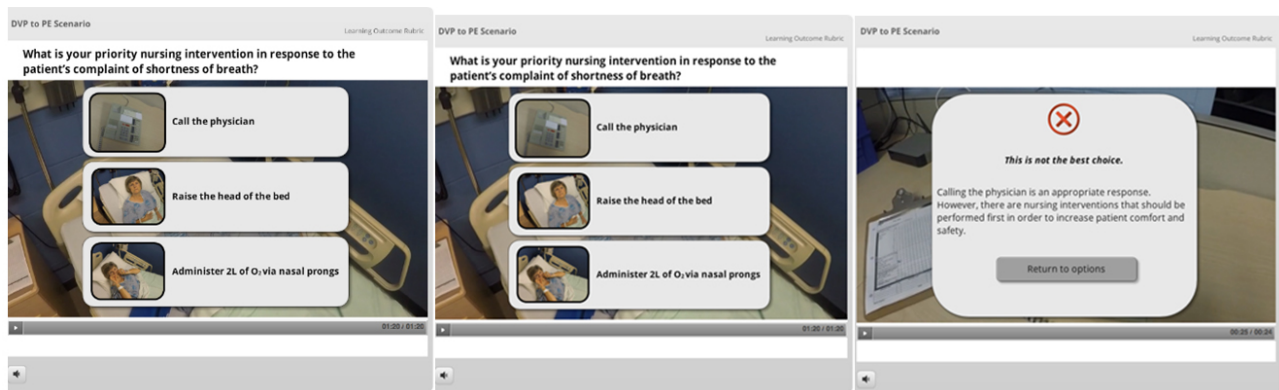 DVP to PE Scenario
Learning Outcome Rubric
What is your priority nursing intervention in response to the
patient's complaint of shortness of breath?
Call the physician
Raise the head of the bed
Administer 2L of O₂ via nasal prongs
01:20 / 01:20
DVP to PE Scenario
Learning Outcome Rubric
What is your priority nursing intervention in response to the
patient's complaint of shortness of breath?
Call the physician
Raise the head of the bed
Administer 2L of O₂ via nasal prongs
01:20 / 01:20
DVP to PE Scenario
Learning Outcome Rubric
This is not the best choice.
Calling the physician is an appropriate response.
However, there are nursing interventions that should be
performed first in order to increase patient comfort and
safety.
Return to options
00:25 / 00:24